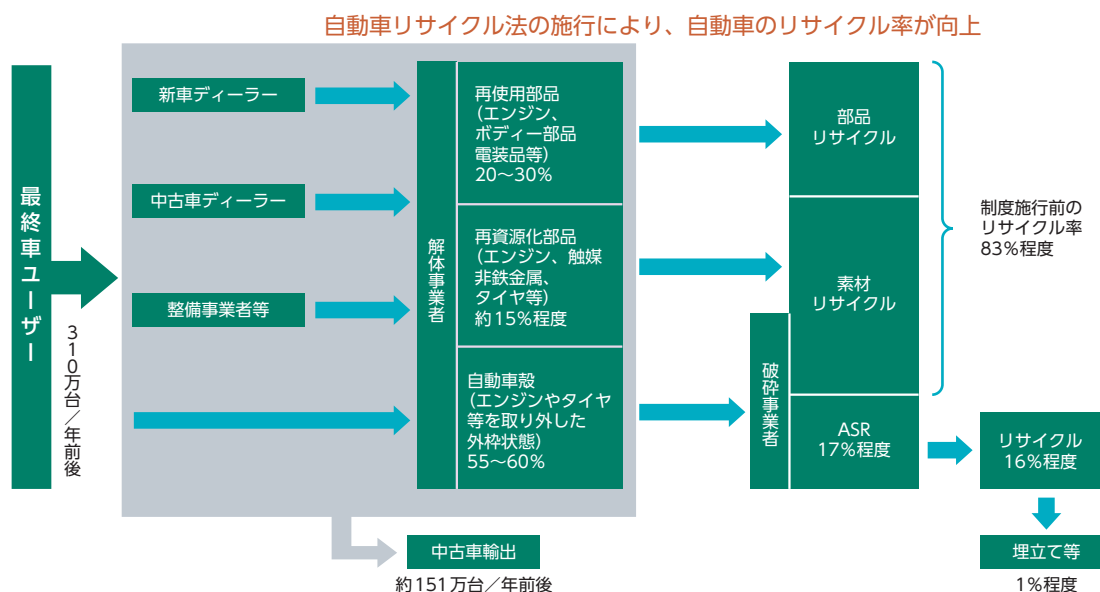 自動車リサイクル法の施行により、自動車のリサイクル率が向上
最終車ユーザー
310万台／年前後
新車ディーラー
中古車ディーラー
整備事業者等
解体事業者
再使用部品
(エンジン、
ボディー部品
電装品等)
20〜30%
再資源化部品
(エンジン、触媒
非鉄金属、
タイヤ等)
約15%程度
自動車殻
(エンジンやタイヤ
等を取り外した
外枠状態)
55〜60%
中古車輸出
約151万台／年前後
部品
リサイクル
素材
リサイクル
破砕事業者
ASR
17%程度
制度施行前の
リサイクル率
83%程度
リサイクル
16%程度
埋立て等
1%程度